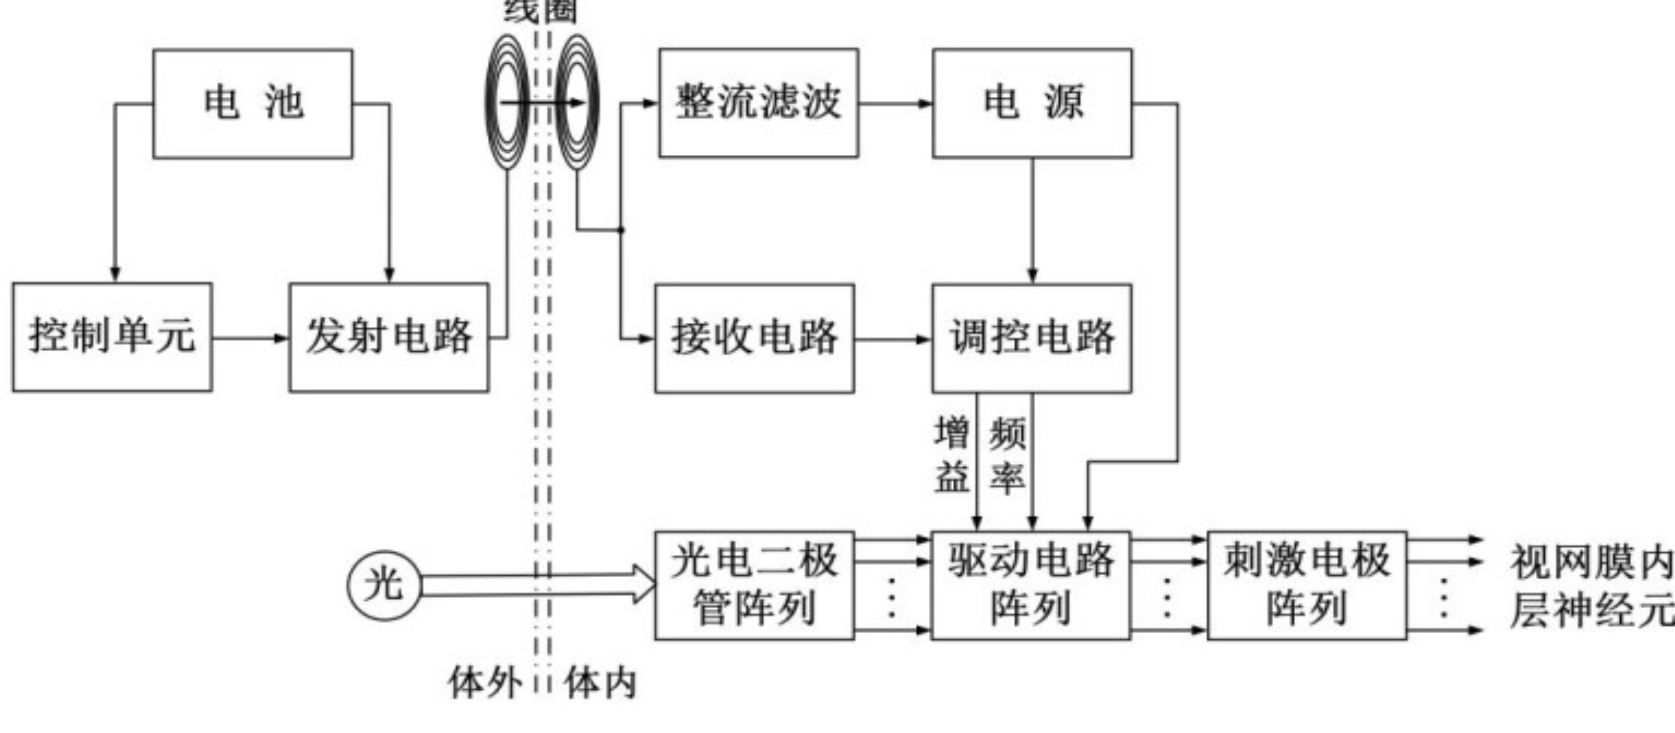 线圈
电 池
整流滤波
电 源
控制单元
发射电路
接收电路
调控电路
增益
频率
光
光电二极
管阵列
驱动电路
阵列
刺激电极
阵列
视网膜内
层神经元
体外
体内